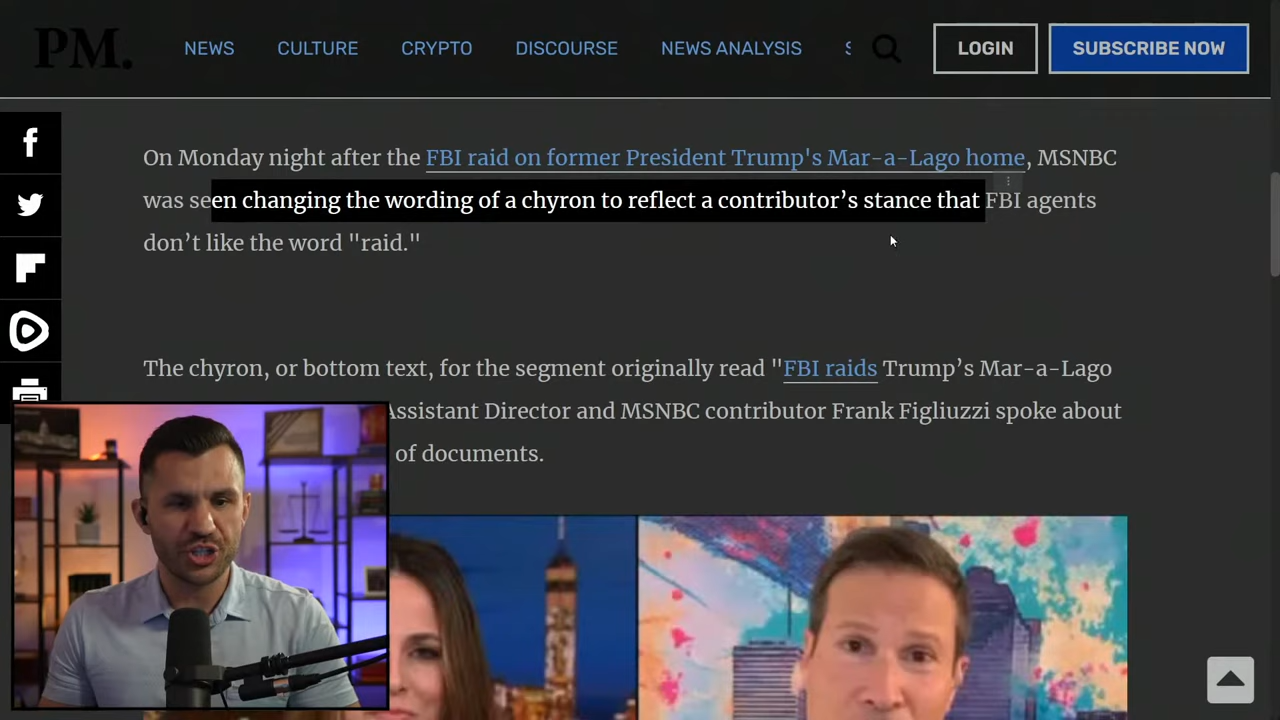 PM. NEWS CULTURE CRYPTO DISCOURSE NEWS ANALYSIS S LOGIN SUBSCRIBE NOW
On Monday night after the FBI raid on former President Trump's Mar-a-Lago home, MSNBC
was seen changing the wording of a chyron to reflect a contributor’s stance that FBI agents
don’t like the word "raid."
The chyron, or bottom text, for the segment originally read "FBI raids Trump’s Mar-a-Lago
Assistant Director and MSNBC contributor Frank Figliuzzi spoke about
of documents.